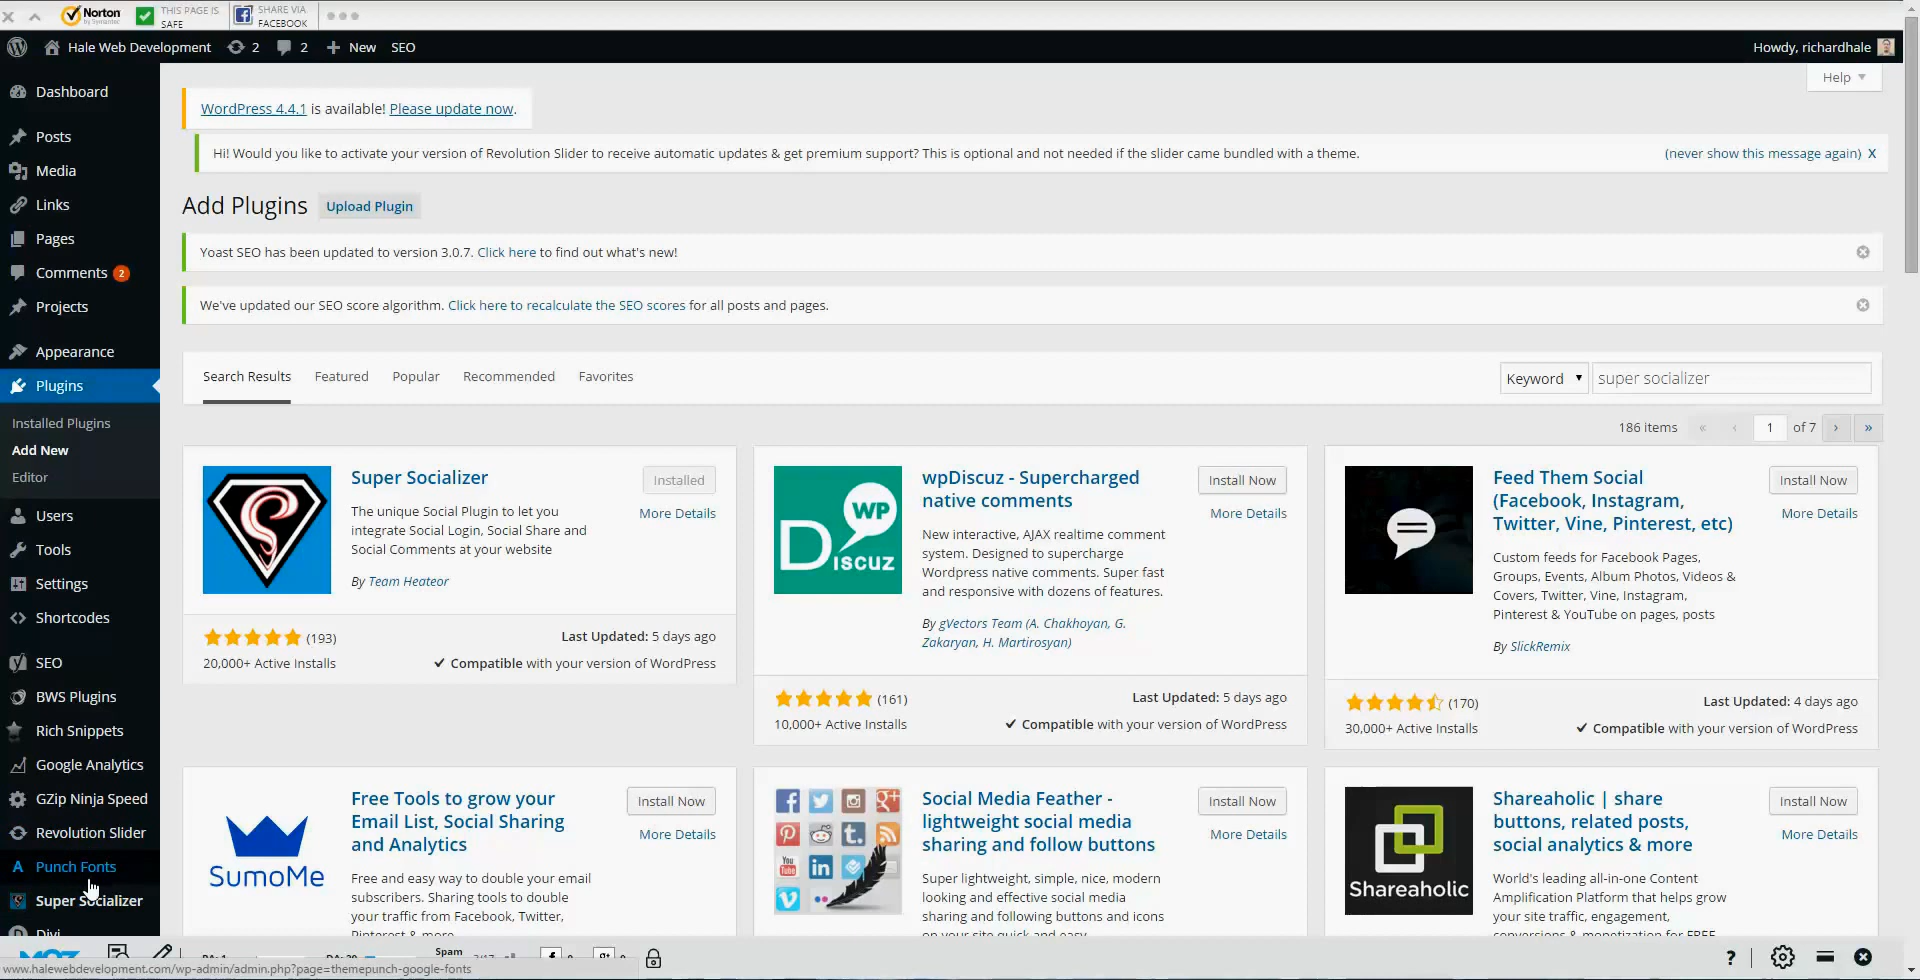 Norton
by Symantec
THIS PAGE IS
SAFE
SHARE VIA
FACEBOOK
Hale Web Development
2
2
New
SEO
Howdy, richardhale
Help
Dashboard
Posts
Media
Links
Pages
Comments 2
Projects
Appearance
Plugins
Installed Plugins
Add New
Editor
Users
Tools
Settings
Shortcodes
SEO
BWS Plugins
Rich Snippets
Google Analytics
GZip Ninja Speed
Revolution Slider
A Punch Fonts
Super Socializer
Divi
WordPress 4.4.1 is available! Please update now.
Hi! Would you like to activate your version of Revolution Slider to receive automatic updates & get premium support? This is optional and not needed if the slider came bundled with a theme.
(never show this message again) X
Add Plugins
Upload Plugin
Yoast SEO has been updated to version 3.0.7. Click here to find out what's new!
We've updated our SEO score algorithm. Click here to recalculate the SEO scores for all posts and pages.
Search Results
Featured
Popular
Recommended
Favorites
Keyword
super socializer
186 items « ‹ 1 of 7 › »
Super Socializer
Installed
More Details
The unique Social Plugin to let you
integrate Social Login, Social Share and
Social Comments at your website
By Team Heateor
(193)
20,000+ Active Installs
Last Updated: 5 days ago
✓ Compatible with your version of WordPress
WP
Discuz
wpDiscuz - Supercharged
native comments
Install Now
More Details
New interactive, AJAX realtime comment
system. Designed to supercharge
Wordpress native comments. Super fast
and responsive with dozens of features.
By gVectors Team (A. Chakhoyan, G.
Zakaryan, H. Martirosyan)
(161)
10,000+ Active Installs
Last Updated: 5 days ago
✓ Compatible with your version of WordPress
Feed Them Social
(Facebook, Instagram,
Twitter, Vine, Pinterest, etc)
Install Now
More Details
Custom feeds for Facebook Pages,
Groups, Events, Album Photos, Videos &
Covers, Twitter, Vine, Instagram,
Pinterest & YouTube on pages, posts
By SlickRemix
(170)
30,000+ Active Installs
Last Updated: 4 days ago
✓ Compatible with your version of WordPress
SumoMe
Free Tools to grow your
Email List, Social Sharing
and Analytics
Install Now
More Details
Free and easy way to double your email
subscribers. Sharing tools to double
your traffic from Facebook, Twitter,
Pinterest & more.
Social Media Feather -
lightweight social media
sharing and follow buttons
Install Now
More Details
Super lightweight, simple, nice, modern
looking and effective social media
sharing and following buttons and icons
on your site quick and easy
Shareaholic
Shareaholic | share
buttons, related posts,
social analytics & more
Install Now
More Details
World's leading all-in-one Content
Amplification Platform that helps grow
your site traffic, engagement,
conversions & monetization for FREE
MOZ
Spam
?
www.halewebdevelopment.com/wp-admin/admin.php?page=themepunch-google-fonts